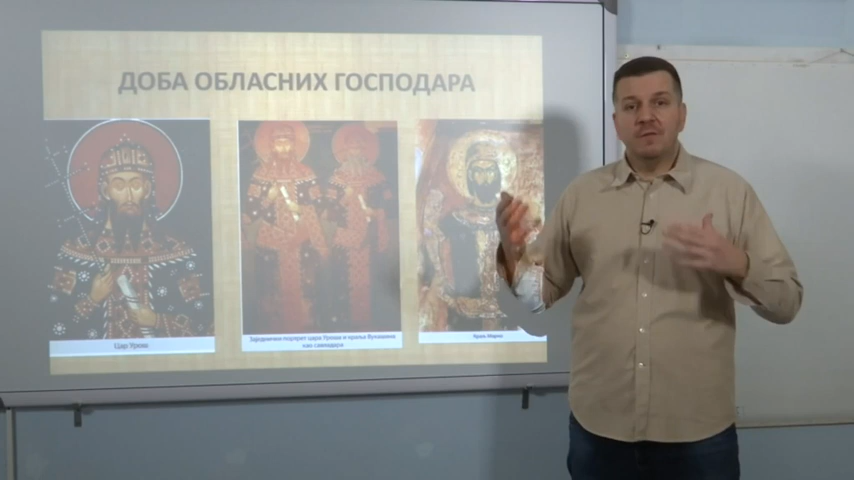 ДОБА ОБЛАСНИХ ГОСПОДАРА
Цар Урош
Заједнички портрет цара Уроша и краља Вукашина
као савладара
Краљ Марко